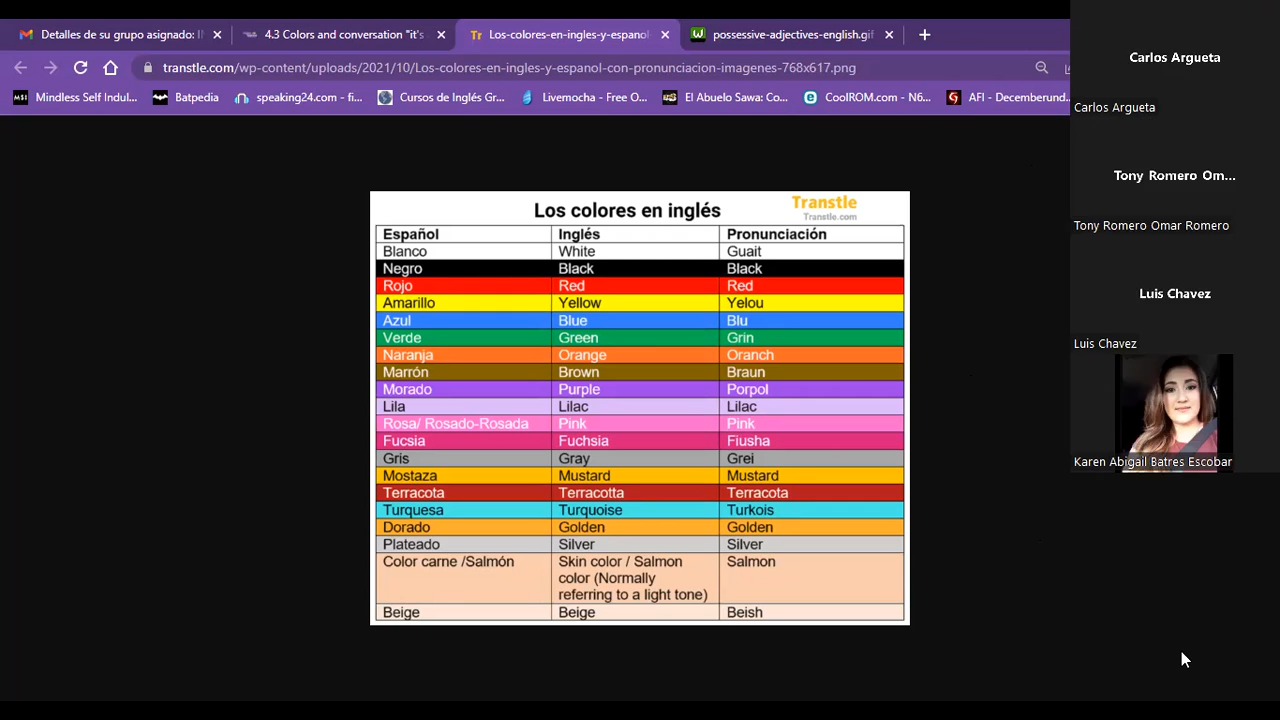 Detalles de su grupo asignado: I
4.3 Colors and conversation "it's
Los-colores-en-ingles-y-espanol
possessive-adjectives-english.gif
transtle.com/wp-content/uploads/2021/10/Los-colores-en-ingles-y-espanol-con-pronunciacion-imagenes-768x617.png
Mindless Self Indul...
Batpedia
speaking24.com - fi...
Cursos de Inglés Gr...
Livemocha - Free O...
El Abuelo Sawa: Co...
CoolROM.com - N6...
AFI - Decemberund...
Los colores en inglés
Transtle
Transtle.com
Español Inglés Pronunciación
Blanco White Guait
Negro Black Black
Rojo Red Red
Amarillo Yellow Yelou
Azul Blue Blu
Verde Green Grin
Naranja Orange Oranch
Marrón Brown Braun
Morado Purple Porpol
Lila Lilac Lilac
Rosa/ Rosado-Rosada Pink Pink
Fucsia Fuchsia Fiusha
Gris Gray Grei
Mostaza Mustard Mustard
Terracota Terracotta Terracota
Turquesa Turquoise Turkois
Dorado Golden Golden
Plateado Silver Silver
Color carne /Salmón Skin color / Salmon Salmon
color (Normally
referring to a light tone)
Beige Beige Beish
Carlos Argueta
Carlos Argueta
Tony Romero Om...
Tony Romero Omar Romero
Luis Chavez
Luis Chavez
Karen Abigail Batres Escobar